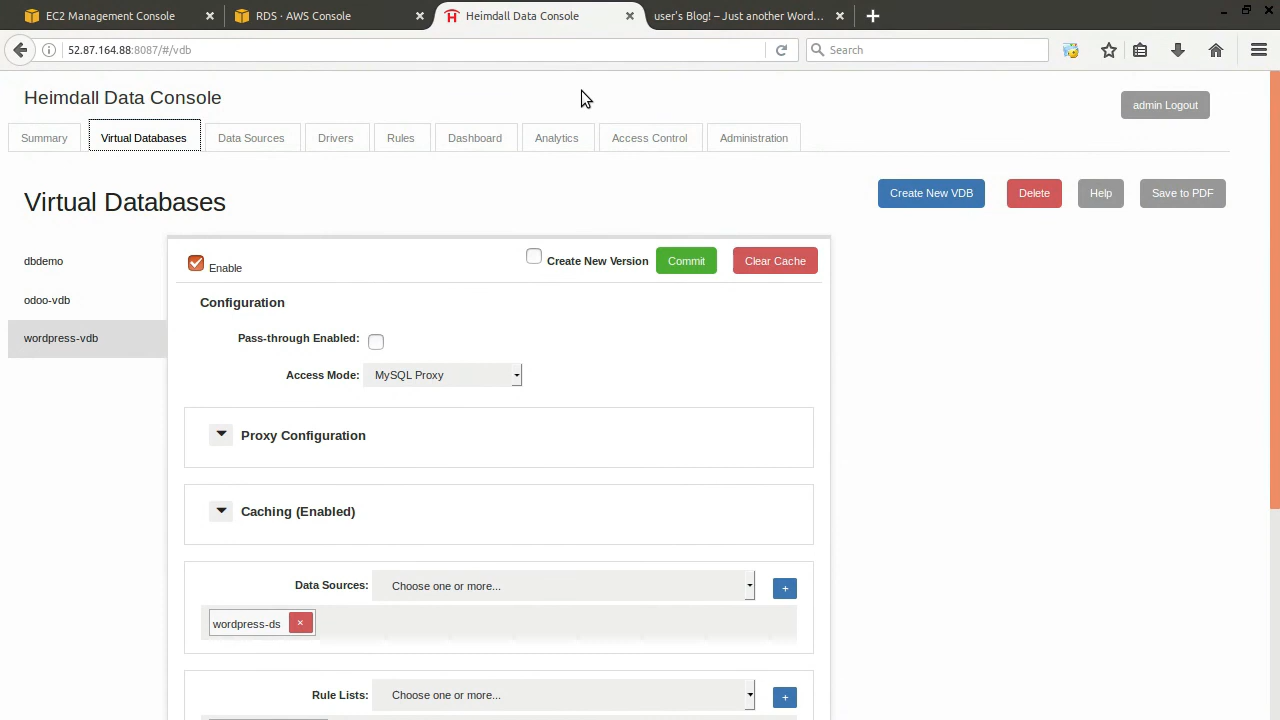 EC2 Management Console
RDS · AWS Console
Heimdall Data Console
user's Blog! – Just another Word...
52.87.164.88:8087/#/vdb
Search
Heimdall Data Console
admin Logout
Summary
Virtual Databases
Data Sources
Drivers
Rules
Dashboard
Analytics
Access Control
Administration
Virtual Databases
Create New VDB
Delete
Help
Save to PDF
dbdemo
odoo-vdb
wordpress-vdb
Enable
Create New Version
Commit
Clear Cache
Configuration
Pass-through Enabled:
Access Mode: MySQL Proxy
Proxy Configuration
Caching (Enabled)
Data Sources: Choose one or more... +
wordpress-ds ×
Rule Lists: Choose one or more... +